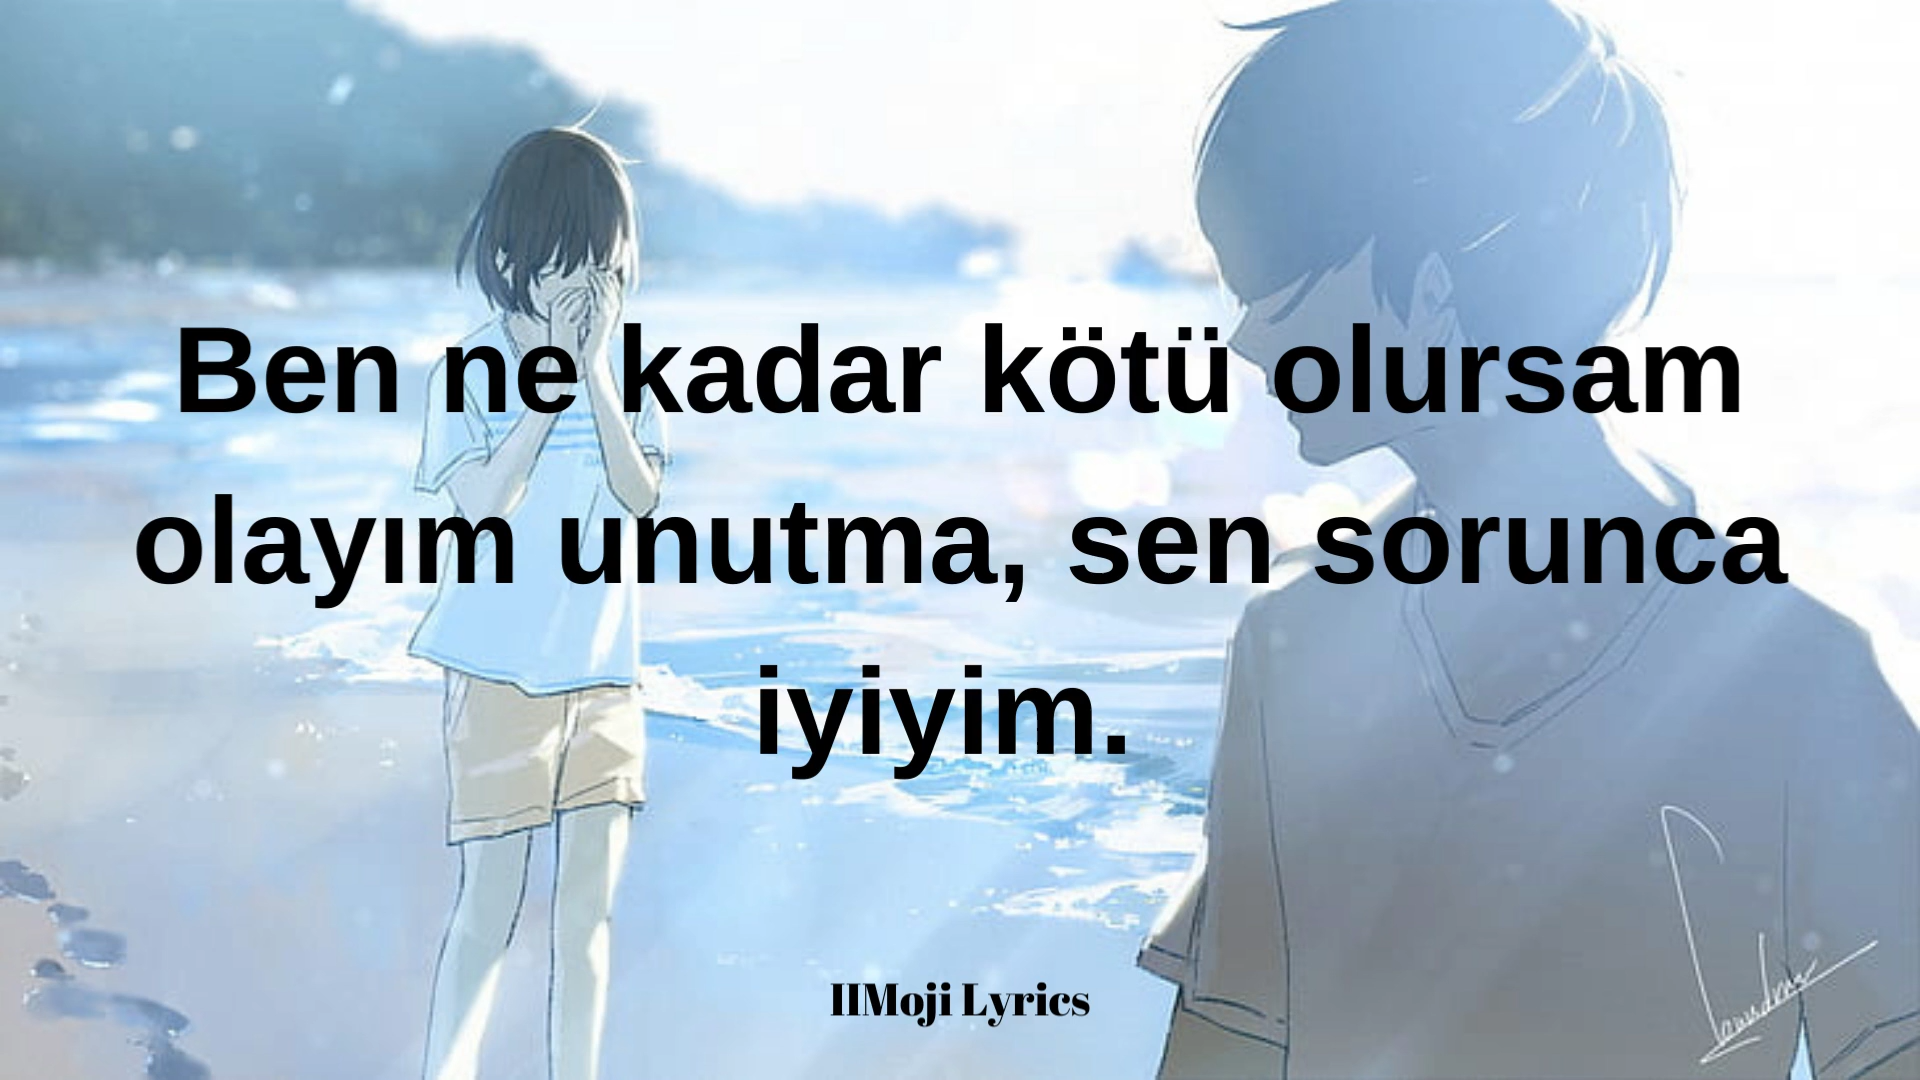 Ben ne kadar kötü olursam
olayım unutma, sen sorunca
iyiyim.
IIMoji Lyrics